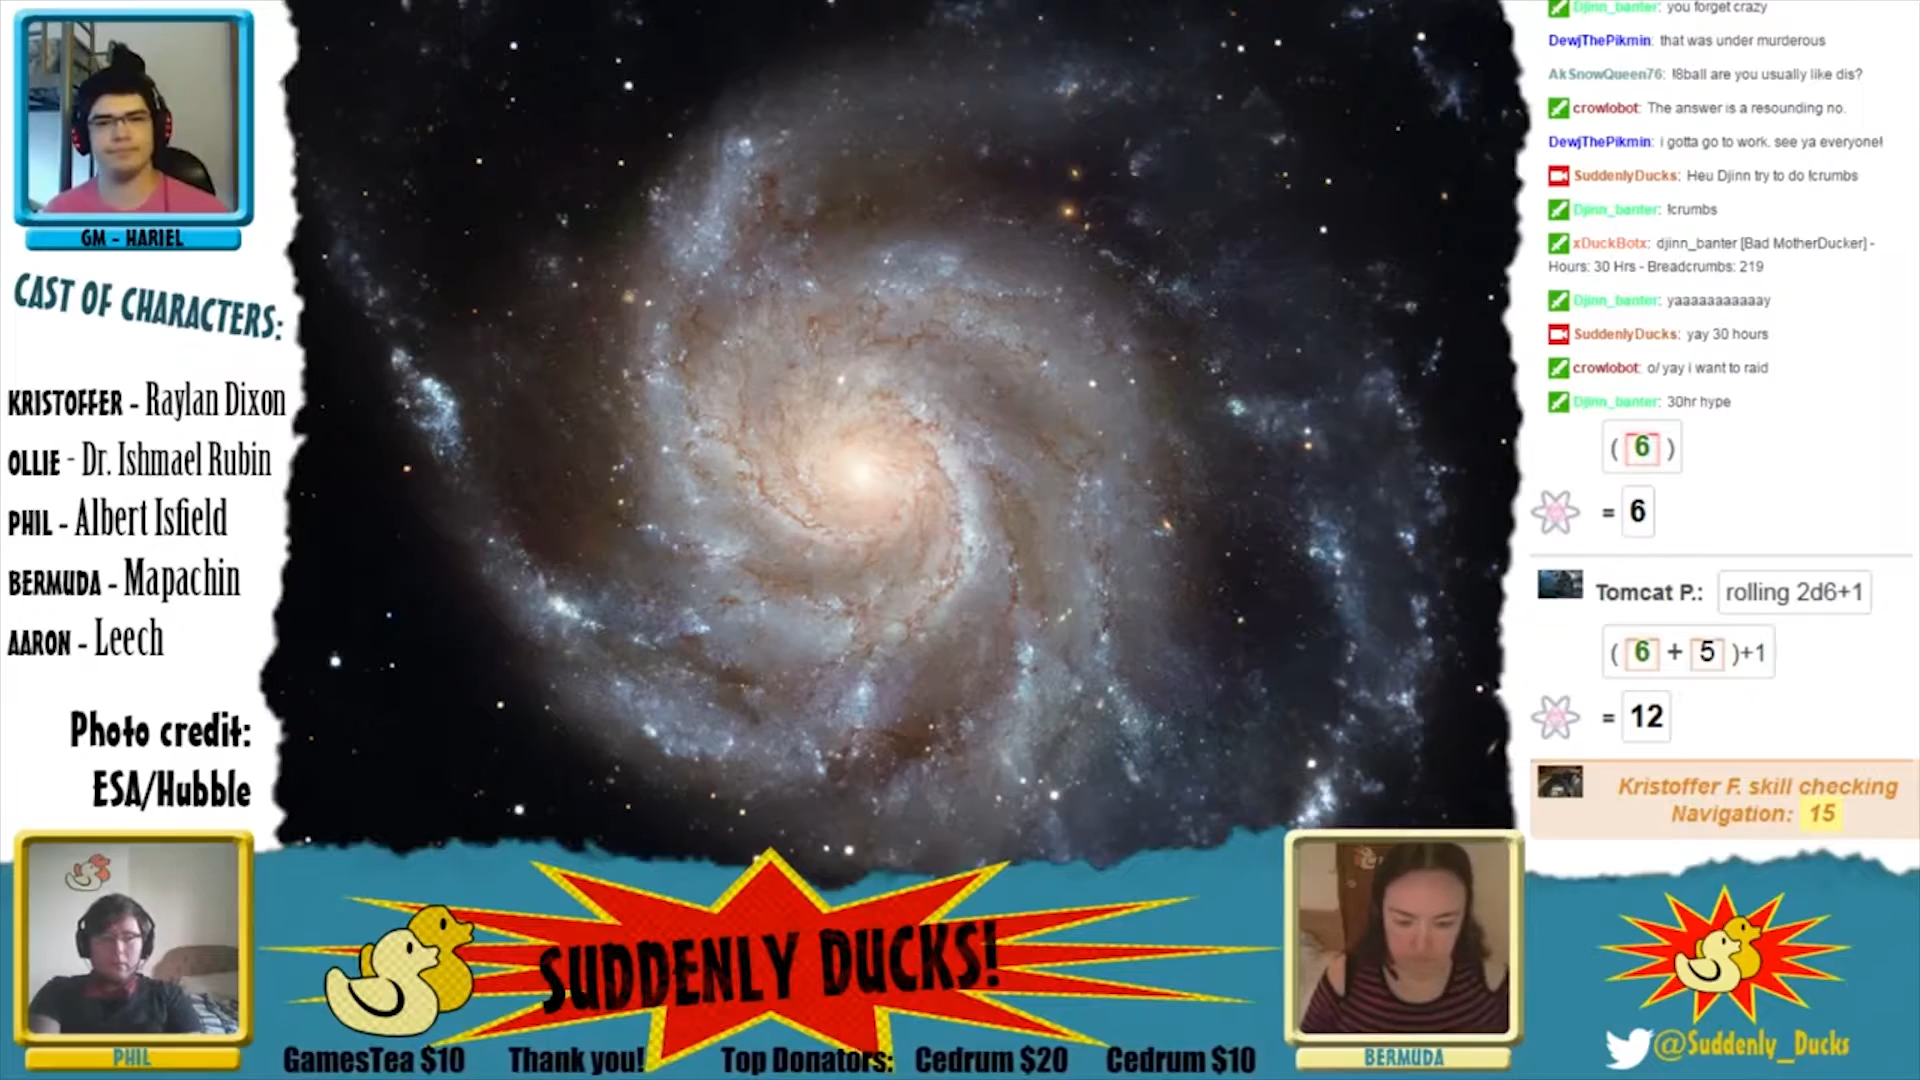 GM - HARIEL
CAST OF CHARACTERS:
KRISTOFFER - Raylan Dixon
OLLIE - Dr. Ishmael Rubin
PHIL - Albert Isfield
BERMUDA - Mapachin
AARON - Leech
Photo credit:
ESA/Hubble
PHIL
SUDDENLY DUCKS!
GamesTea $10 Thank you! Top Donators: Cedrum $20 Cedrum $10
BERMUDA
Djinn_banter: you forget crazy
DewjThePikmin: that was under murderous
AkSnowQueen76: !8ball are you usually like dis?
crowlobot: The answer is a resounding no.
DewjThePikmin: i gotta go to work. see ya everyone!
SuddenlyDucks: Heu Djinn try to do !crumbs
Djinn_banter: !crumbs
xDuckBotx: djinn_banter [Bad MotherDucker] -
Hours: 30 Hrs - Breadcrumbs: 219
Djinn_banter: yaaaaaaaaaaay
SuddenlyDucks: yay 30 hours
crowlobot: o/ yay i want to raid
Djinn_banter: 30hr hype
( 6 )
= 6
Tomcat P.: rolling 2d6+1
( 6 + 5 )+1
= 12
Kristoffer F. skill checking
Navigation: 15
@Suddenly_Ducks